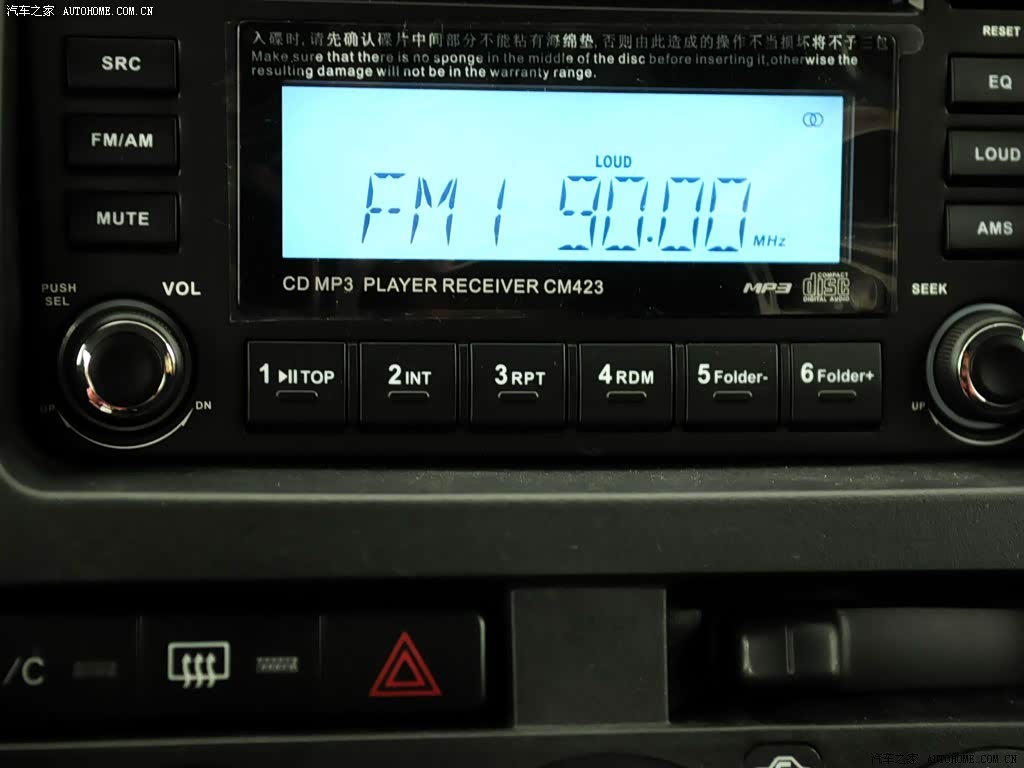 汽车之家 AUTOHOME.COM.CN
入碟时,请先确认碟片中间部分不能粘有海绵垫,否则由此造成的操作不当损坏将不予三包
Make,sure that there is no sponge in the middle of the disc before inserting it,otherwise the
resulting damage will not be in the warranty range.
RESET
SRC
EQ
FM/AM
LOUD
LOUD
MUTE
AMS
FM1 90.00 MHz
CD MP3 PLAYER RECEIVER CM423
MP3
COMPACT
disc
DIGITAL AUDIO
PUSH
SEL
VOL
SEEK
1 TOP
2 INT
3 RPT
4 RDM
5 Folder-
6 Folder+
UP
DN
UP
/C
汽车之家 AUTOHOME.COM.CN